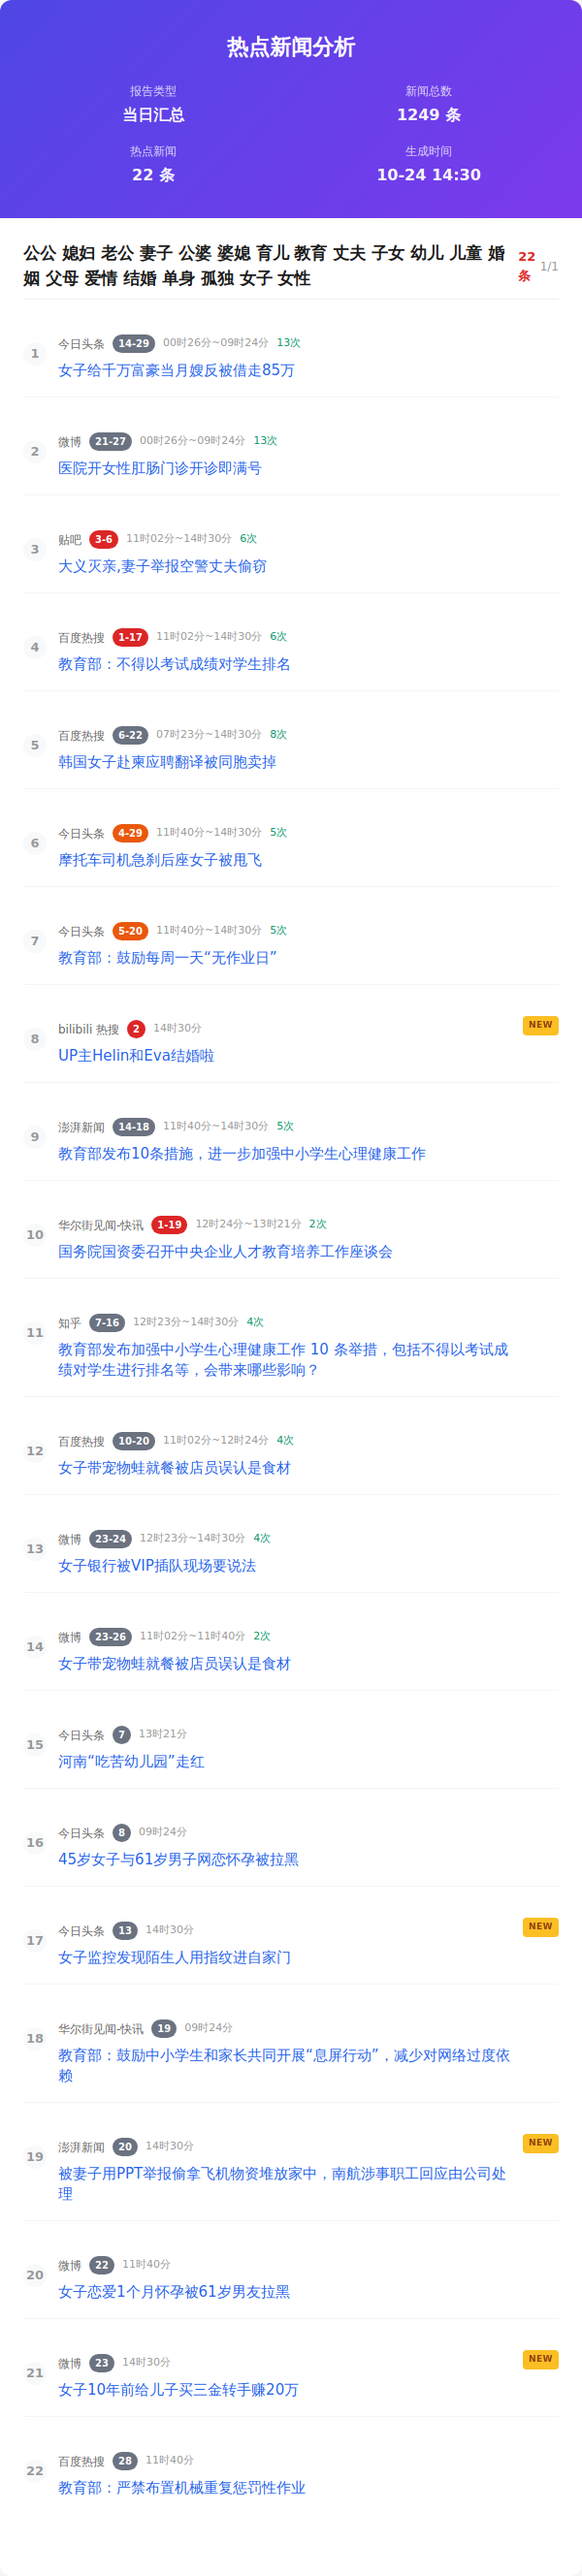 热点新闻分析
报告类型
当日汇总
新闻总数
1249 条
热点新闻
22 条
生成时间
10-24 14:30
公公 媳妇 老公 妻子 公婆 婆媳 育儿 教育 丈夫 子女 幼儿 儿童 婚
姻 父母 爱情 结婚 单身 孤独 女子 女性
22
条
1/1
1
今日头条 14-29 00时26分~09时24分 13次
女子给千万富豪当月嫂反被借走85万
2
微博 21-27 00时26分~09时24分 13次
医院开女性肛肠门诊开诊即满号
3
贴吧 3-6 11时02分~14时30分 6次
大义灭亲,妻子举报空警丈夫偷窃
4
百度热搜 1-17 11时02分~14时30分 6次
教育部：不得以考试成绩对学生排名
5
百度热搜 6-22 07时23分~14时30分 8次
韩国女子赴柬应聘翻译被同胞卖掉
6
今日头条 4-29 11时40分~14时30分 5次
摩托车司机急刹后座女子被甩飞
7
今日头条 5-20 11时40分~14时30分 5次
教育部：鼓励每周一天“无作业日”
8
bilibili 热搜 2 14时30分 NEW
UP主Helin和Eva结婚啦
9
澎湃新闻 14-18 11时40分~14时30分 5次
教育部发布10条措施，进一步加强中小学生心理健康工作
10
华尔街见闻-快讯 1-19 12时24分~13时21分 2次
国务院国资委召开中央企业人才教育培养工作座谈会
11
知乎 7-16 12时23分~14时30分 4次
教育部发布加强中小学生心理健康工作 10 条举措，包括不得以考试成
绩对学生进行排名等，会带来哪些影响？
12
百度热搜 10-20 11时02分~12时24分 4次
女子带宠物蛙就餐被店员误认是食材
13
微博 23-24 12时23分~14时30分 4次
女子银行被VIP插队现场要说法
14
微博 23-26 11时02分~11时40分 2次
女子带宠物蛙就餐被店员误认是食材
15
今日头条 7 13时21分
河南“吃苦幼儿园”走红
16
今日头条 8 09时24分
45岁女子与61岁男子网恋怀孕被拉黑
17
今日头条 13 14时30分 NEW
女子监控发现陌生人用指纹进自家门
18
华尔街见闻-快讯 19 09时24分
教育部：鼓励中小学生和家长共同开展“息屏行动”，减少对网络过度依
赖
19
澎湃新闻 20 14时30分 NEW
被妻子用PPT举报偷拿飞机物资堆放家中，南航涉事职工回应由公司处
理
20
微博 22 11时40分
女子恋爱1个月怀孕被61岁男友拉黑
21
微博 23 14时30分 NEW
女子10年前给儿子买三金转手赚20万
22
百度热搜 28 11时40分
教育部：严禁布置机械重复惩罚性作业